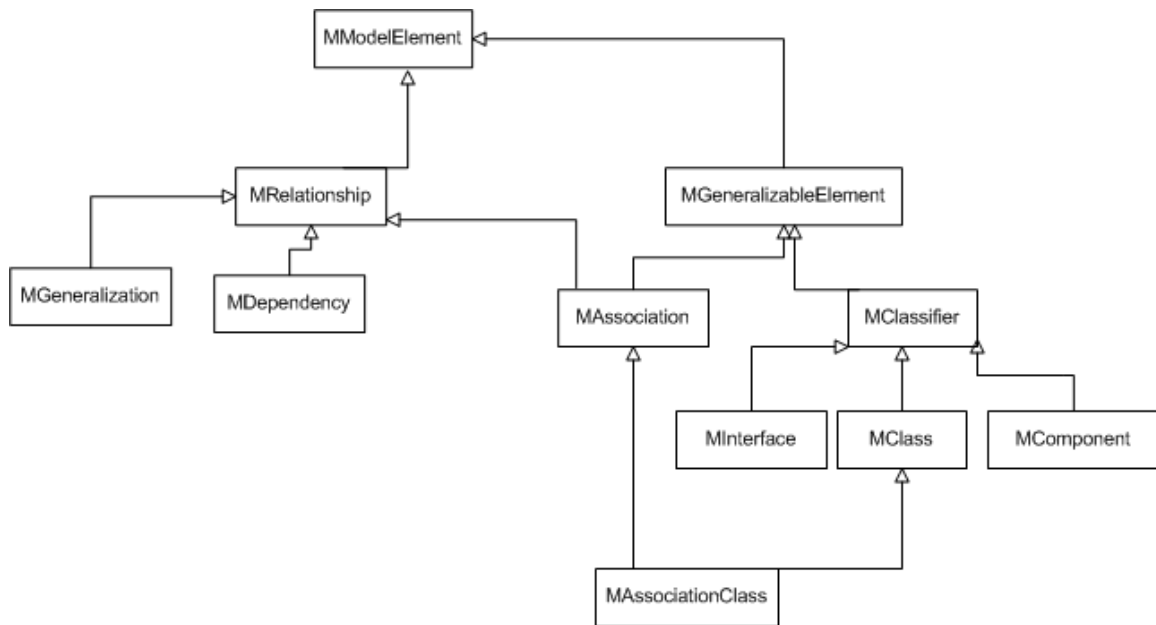 MModelElement
MRelationship
MGeneralizableElement
MGeneralization
MDependency
MAssociation
MClassifier
MInterface
MClass
MComponent
MAssociationClass